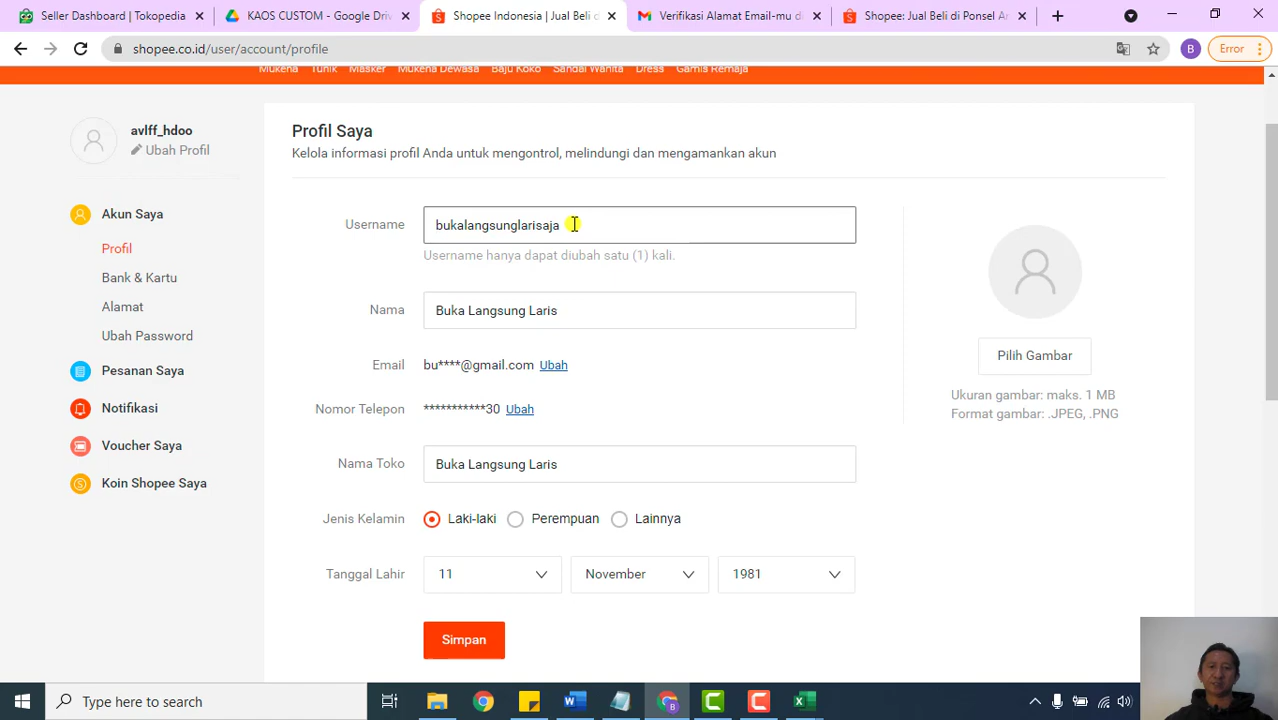 Seller Dashboard | Tokopedia
KAOS CUSTOM - Google Driv
Shopee Indonesia | Jual Beli d
Verifikasi Alamat Email-mu d
Shopee: Jual Beli di Ponsel An
shopee.co.id/user/account/profile
B
Error
Mukena Tunik Masker Mukena Dewasa Baju Koko Sandal Wanita Dress Gamis Remaja
avlff_hdoo
Ubah Profil
Akun Saya
Profil
Bank & Kartu
Alamat
Ubah Password
Pesanan Saya
Notifikasi
Voucher Saya
Koin Shopee Saya
Profil Saya
Kelola informasi profil Anda untuk mengontrol, melindungi dan mengamankan akun
Username bukalangsunglarisaja
Username hanya dapat diubah satu (1) kali.
Nama Buka Langsung Laris
Email bu****@gmail.com Ubah
Nomor Telepon ***********30 Ubah
Nama Toko Buka Langsung Laris
Jenis Kelamin Laki-laki Perempuan Lainnya
Tanggal Lahir 11 November 1981
Simpan
Pilih Gambar
Ukuran gambar: maks. 1 MB
Format gambar: .JPEG, .PNG
Type here to search